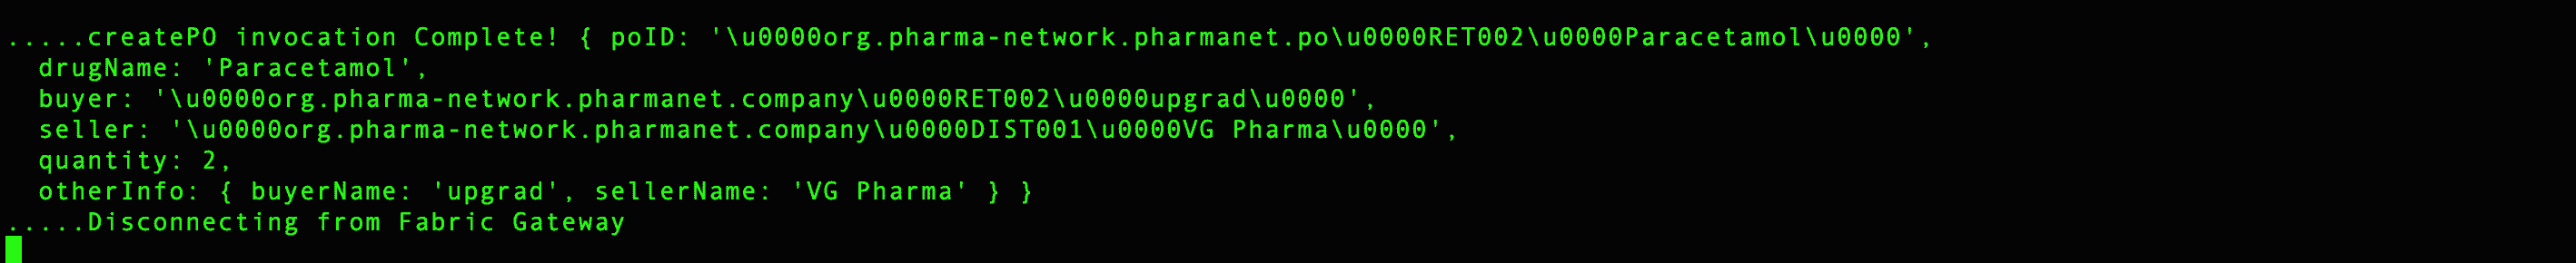 .....createPO invocation Complete! { poID: '\u0000org.pharma-network.pharmanet.po\u0000RET002\u0000Paracetamol\u0000',
drugName: 'Paracetamol',
buyer: '\u0000org.pharma-network.pharmanet.company\u0000RET002\u0000upgrad\u0000',
seller: '\u0000org.pharma-network.pharmanet.company\u0000DIST001\u0000VG Pharma\u0000',
quantity: 2,
otherInfo: { buyerName: 'upgrad', sellerName: 'VG Pharma' } }
.....Disconnecting from Fabric Gateway